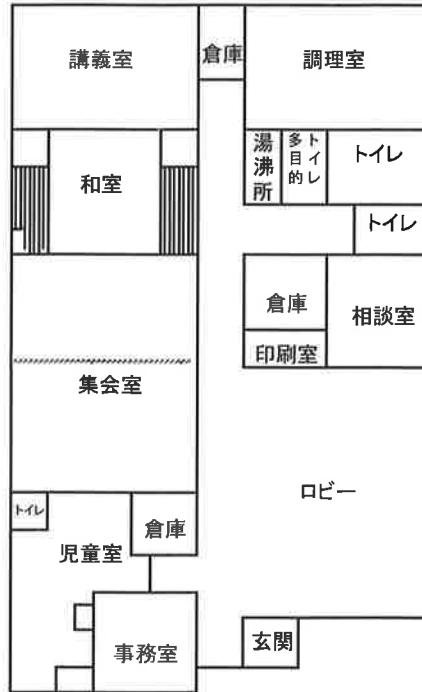 講義室
倉庫
調理室
湯沸所
多目的
トイレ
トイレ
和室
トイレ
倉庫
相談室
印刷室
集会室
ロビー
トイレ
倉庫
児童室
事務室
玄関